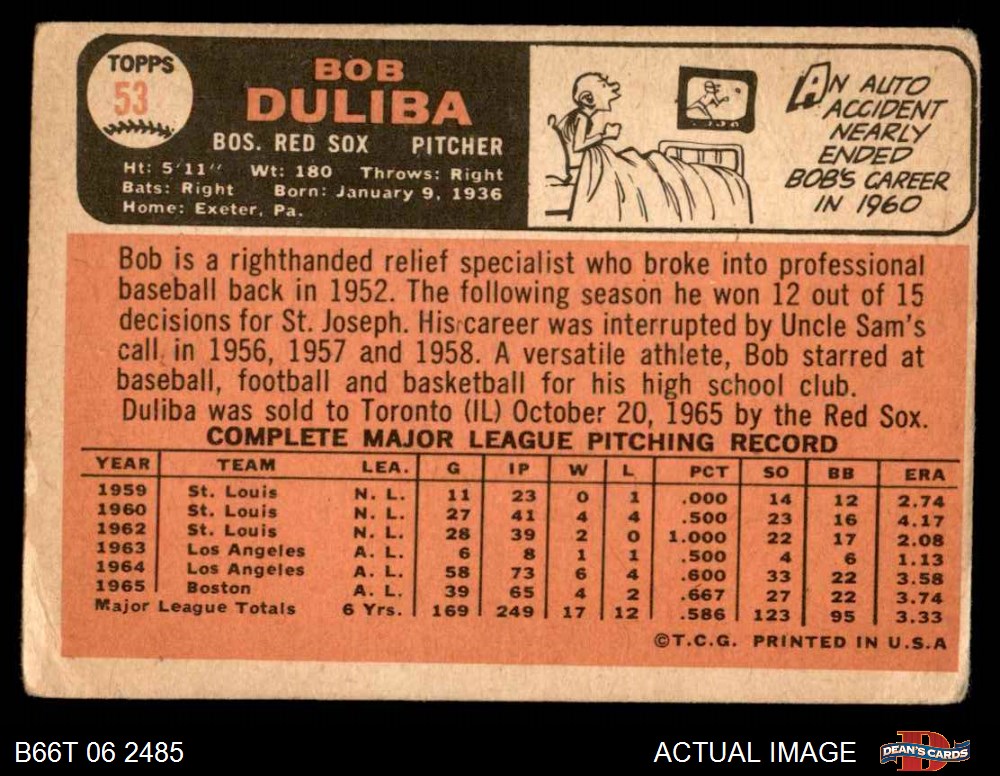 TOPPS
53
BOB
DULIBA
BOS. RED SOX PITCHER
Ht: 5'11" Wt: 180 Throws: Right
Bats: Right Born: January 9, 1936
Home: Exeter, Pa.
AN AUTO
ACCIDENT
NEARLY
ENDED
BOB'S CAREER
IN 1960
Bob is a righthanded relief specialist who broke into professional
baseball back in 1952. The following season he won 12 out of 15
decisions for St. Joseph. His career was interrupted by Uncle Sam's
call in 1956, 1957 and 1958. A versatile athlete, Bob starred at
baseball, football and basketball for his high school club.
Duliba was sold to Toronto (IL) October 20, 1965 by the Red Sox.
COMPLETE MAJOR LEAGUE PITCHING RECORD
YEAR TEAM LEA. G IP W L PCT SO BB ERA
1959 St. Louis N. L. 11 23 0 1 .000 14 12 2.74
1960 St. Louis N. L. 27 41 4 4 .500 23 16 4.17
1962 St. Louis N. L. 28 39 2 0 1.000 22 17 2.08
1963 Los Angeles A. L. 6 8 1 1 .500 4 6 1.13
1964 Los Angeles A. L. 58 73 6 4 .600 33 22 3.58
1965 Boston A. L. 39 65 4 2 .667 27 22 3.74
Major League Totals 6 Yrs. 169 249 17 12 .586 123 95 3.33
©T.C.G. PRINTED IN U.S.A
B66T 06 2485 ACTUAL IMAGE DEAN'S CARDS